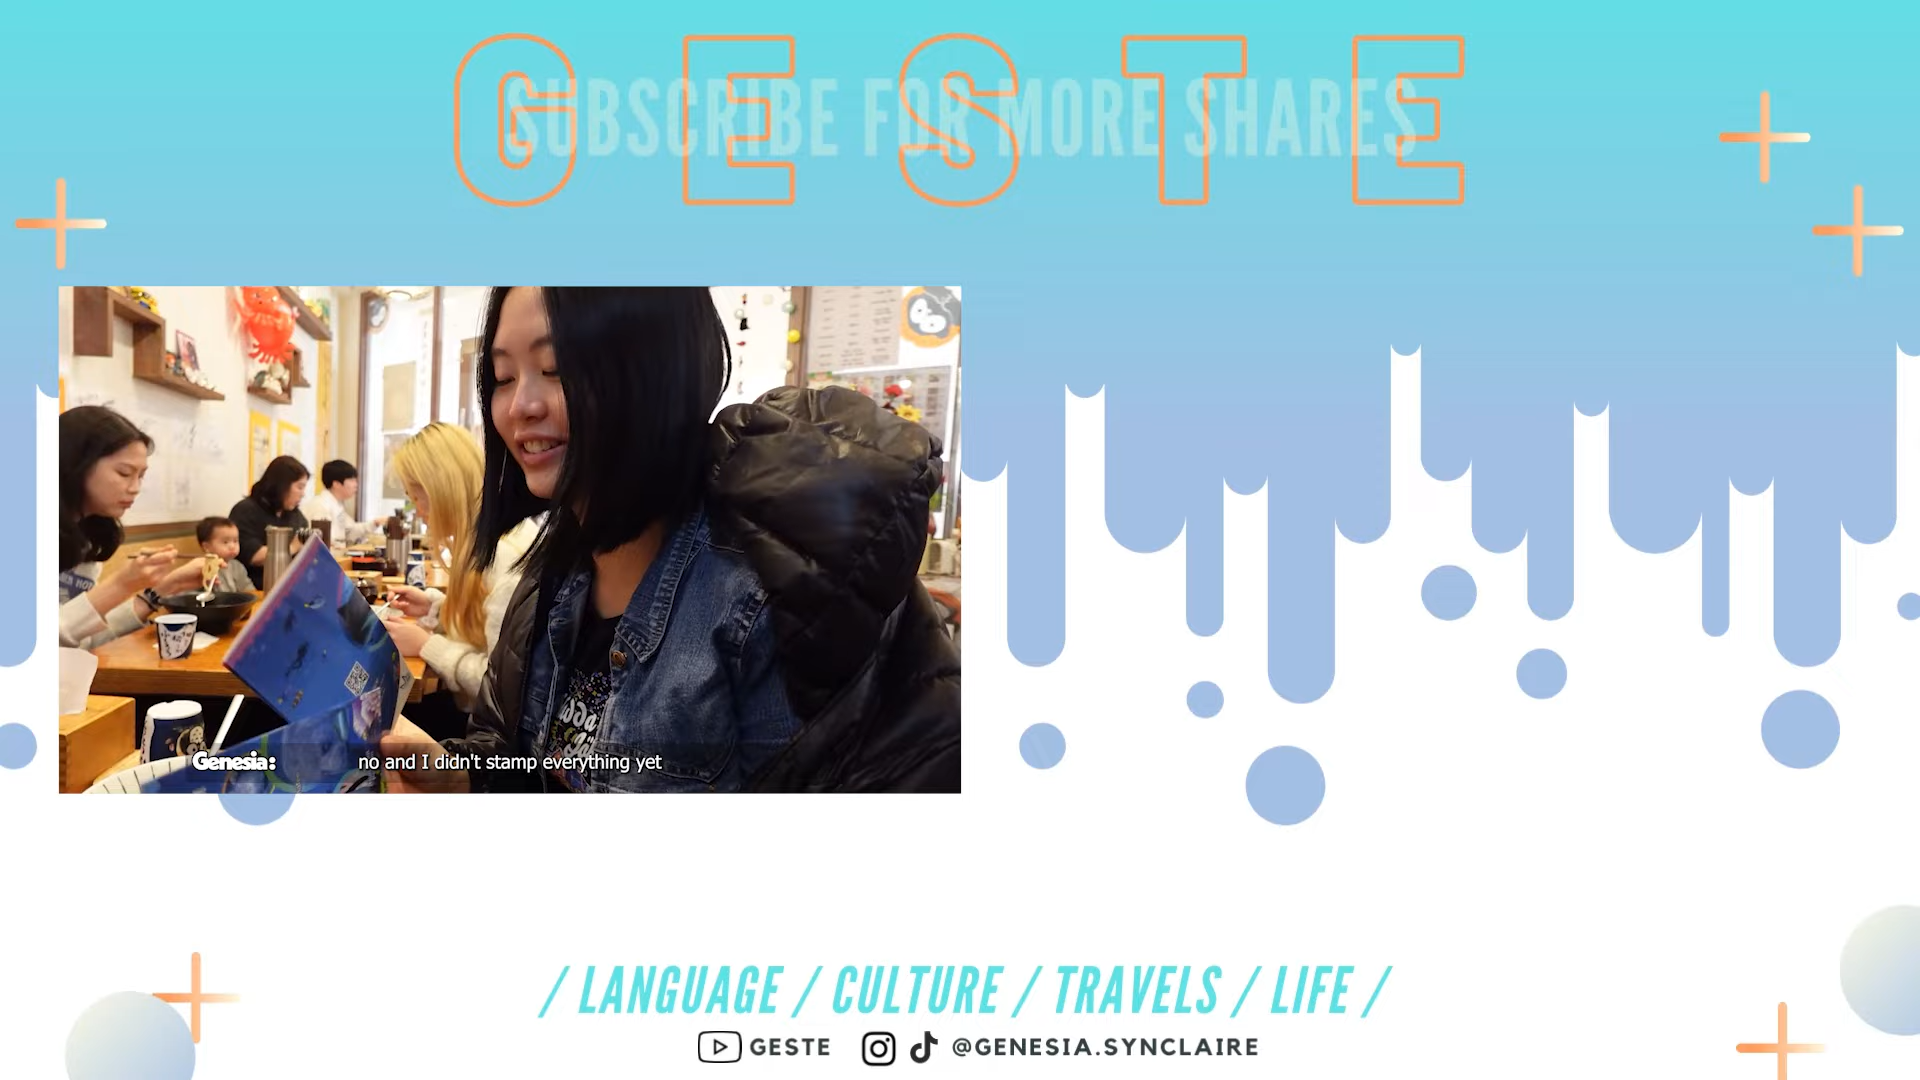 GESTE
SUBSCRIBE FOR MORE SHARES
Genesia: no and I didn't stamp everything yet
/ LANGUAGE / CULTURE / TRAVELS / LIFE /
GESTE @GENESIA.SYNCLAIRE